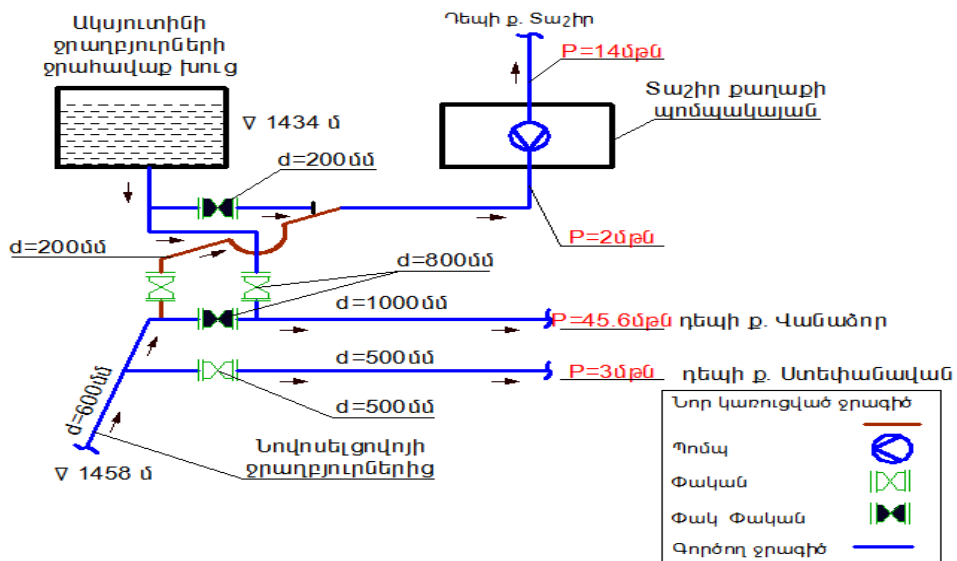 Ակսյուտինի
ջրաղբյուրների
ջրահավաք խուց
∇ 1434 մ
Դեպի ք. Տաշիր
P=14մթն
Տաշիր քաղաքի
պոմպակայան
d=200մմ
P=2մթն
d=200մմ
d=800մմ
d=1000մմ
P=45.6մթն դեպի ք. Վանաձոր
d=500մմ
P=3մթն դեպի ք. Ստեփանավան
d=600մմ
d=500մմ
Նովոսելցովոյի
ջրաղբյուրներից
∇ 1458 մ
Նոր կառուցված ջրագիծ
Պոմպ
Փական
Փակ Փական
Գործող ջրագիծ